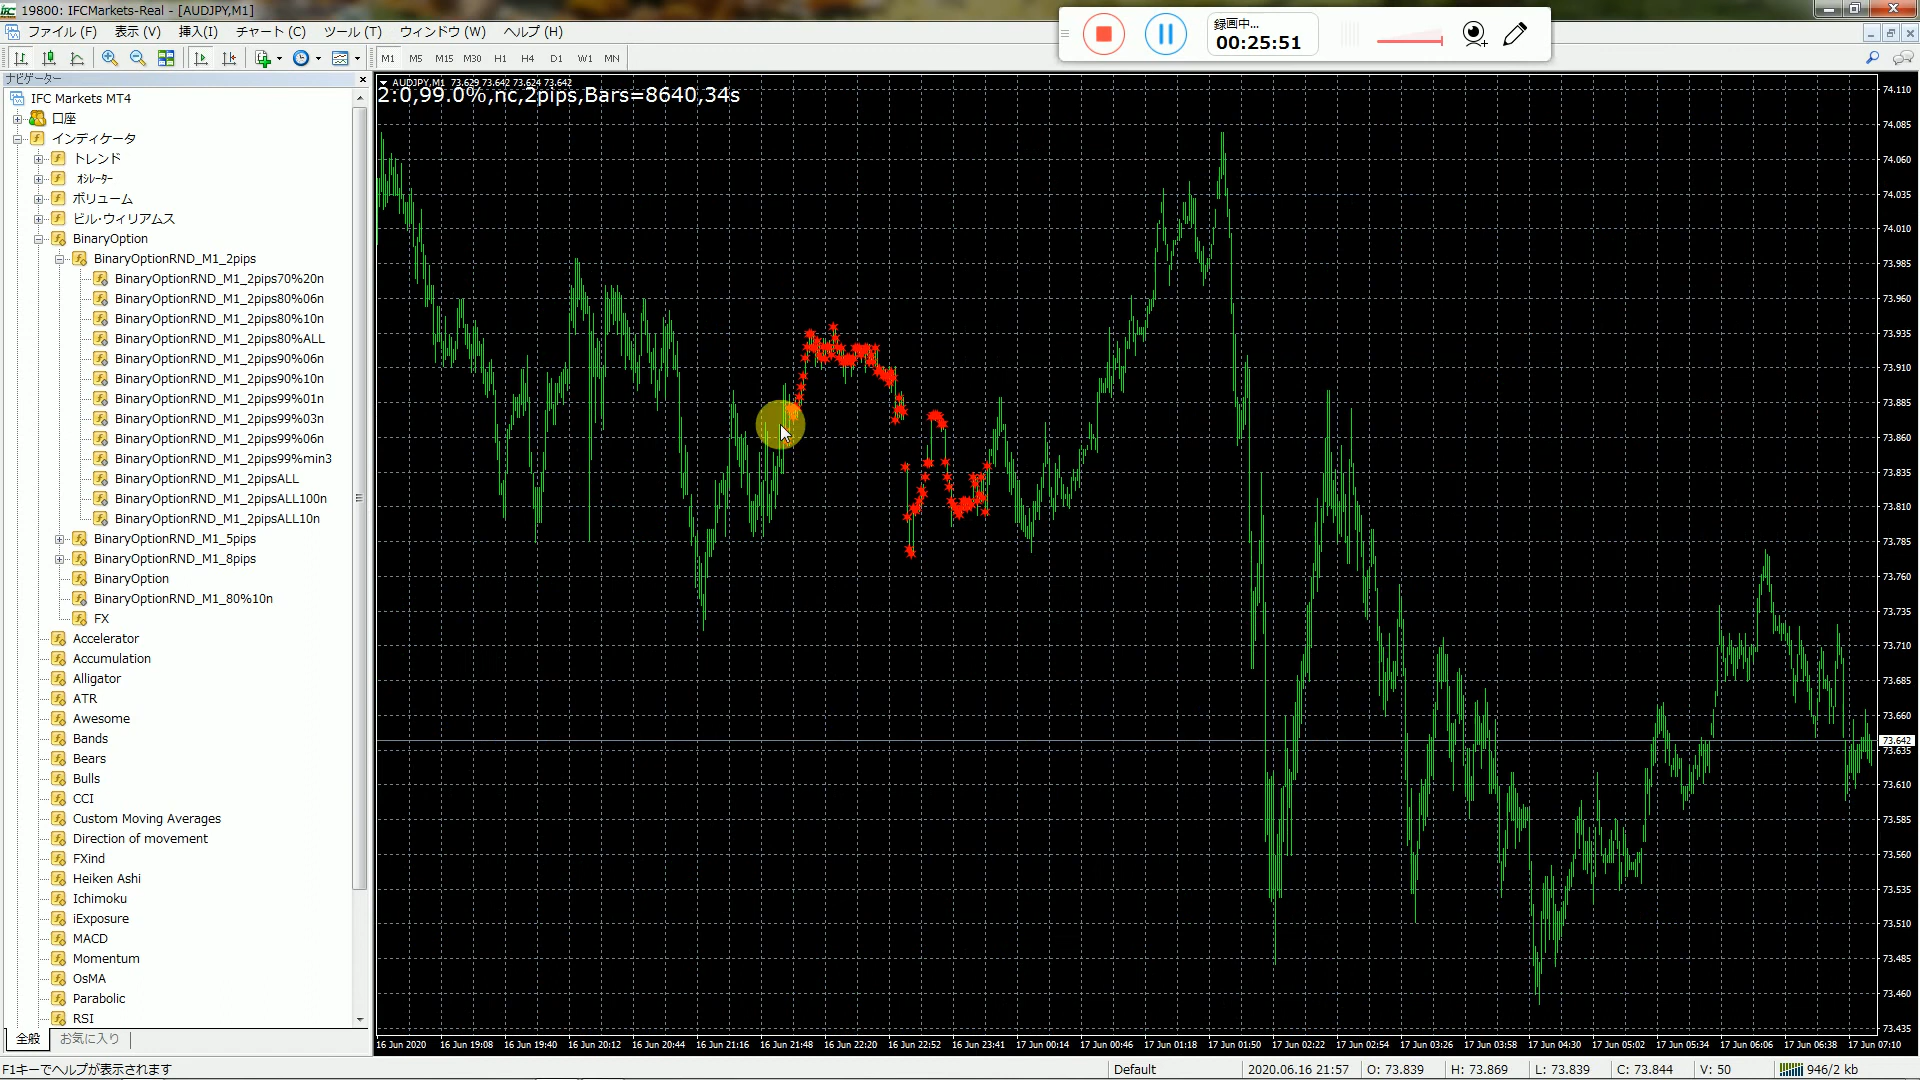 19800: IFCMarkets-Real - [AUDJPY,M1]
ファイル (F) 表示 (V) 挿入(I) チャート (C) ツール (T) ウィンドウ (W) ヘルプ (H)
録画中...
00:25:51
M1 M5 M15 M30 H1 H4 D1 W1 MN
ナビゲーター
IFC Markets MT4
口座
インディケータ
トレンド
オシレーター
ボリューム
ビル・ウィリアムス
BinaryOption
BinaryOptionRND_M1_2pips
BinaryOptionRND_M1_2pips70%20n
BinaryOptionRND_M1_2pips80%06n
BinaryOptionRND_M1_2pips80%10n
BinaryOptionRND_M1_2pips80%ALL
BinaryOptionRND_M1_2pips90%06n
BinaryOptionRND_M1_2pips90%10n
BinaryOptionRND_M1_2pips99%01n
BinaryOptionRND_M1_2pips99%03n
BinaryOptionRND_M1_2pips99%06n
BinaryOptionRND_M1_2pips99%min3
BinaryOptionRND_M1_2pipsALL
BinaryOptionRND_M1_2pipsALL100n
BinaryOptionRND_M1_2pipsALL10n
BinaryOptionRND_M1_5pips
BinaryOptionRND_M1_8pips
BinaryOption
BinaryOptionRND_M1_80%10n
FX
Accelerator
Accumulation
Alligator
ATR
Awesome
Bands
Bears
Bulls
CCI
Custom Moving Averages
Direction of movement
FXind
Heiken Ashi
Ichimoku
iExposure
MACD
Momentum
OsMA
Parabolic
RSI
全般 お気に入り
AUDJPY,M1 73.629 73.642 73.624 73.642
2:0,99.0%,nc,2pips,Bars=8640,34s
74.110
74.085
74.060
74.035
74.010
73.985
73.960
73.935
73.910
73.885
73.860
73.835
73.810
73.785
73.760
73.735
73.710
73.685
73.660
73.642
73.635
73.610
73.585
73.560
73.535
73.510
73.485
73.460
73.435
16 Jun 2020 16 Jun 19:08 16 Jun 19:40 16 Jun 20:12 16 Jun 20:44 16 Jun 21:16 16 Jun 21:48 16 Jun 22:20 16 Jun 22:52 16 Jun 23:41 17 Jun 00:14 17 Jun 00:46 17 Jun 01:18 17 Jun 01:50 17 Jun 02:22 17 Jun 02:54 17 Jun 03:26 17 Jun 03:58 17 Jun 04:30 17 Jun 05:02 17 Jun 05:34 17 Jun 06:06 17 Jun 06:38 17 Jun 07:10
F1キーでヘルプが表示されます Default 2020.06.16 21:57 O: 73.839 H: 73.869 L: 73.839 C: 73.844 V: 50 946/2 kb